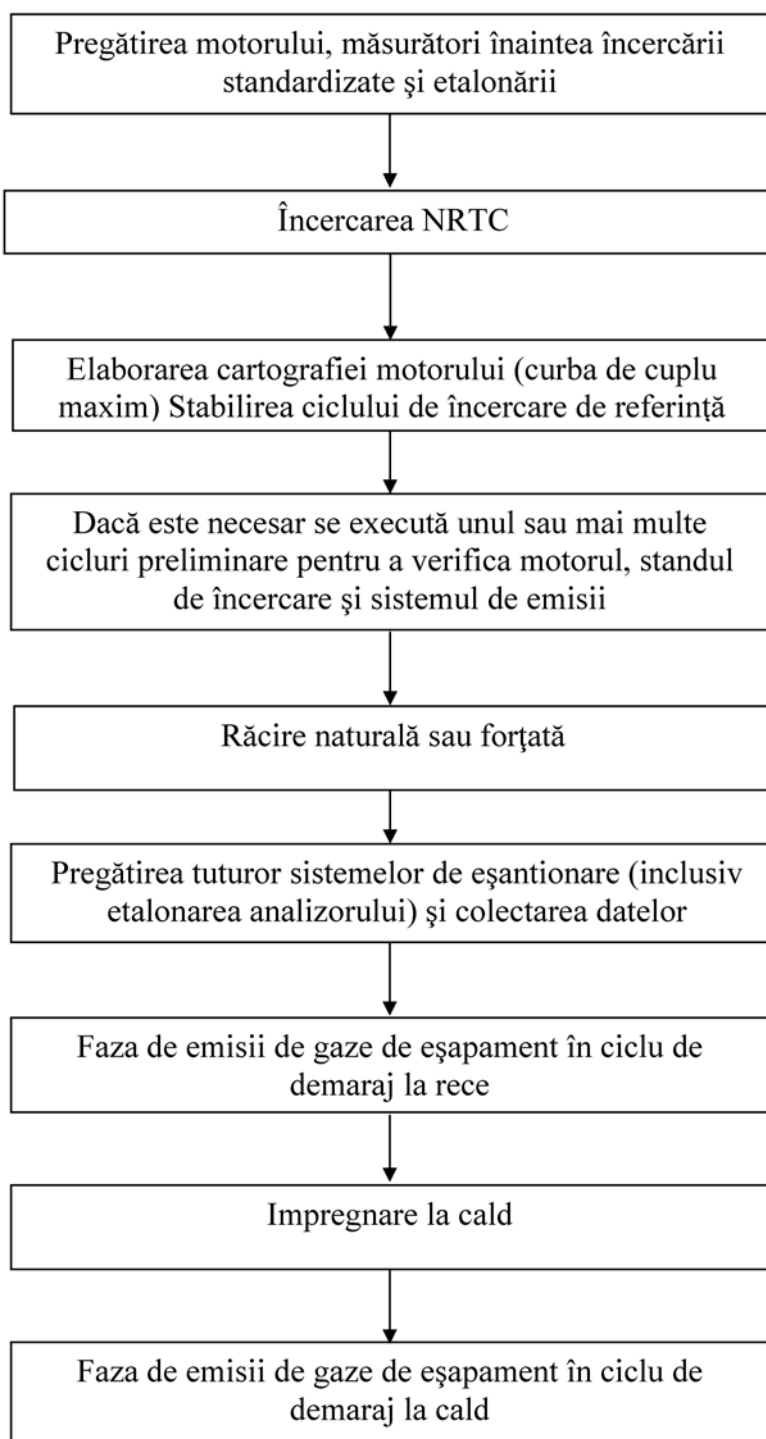 Pregătirea motorului, măsurători înaintea încercării
standardizate şi etalonării
Încercarea NRTC
Elaborarea cartografiei motorului (curba de cuplu
maxim) Stabilirea ciclului de încercare de referinţă
Dacă este necesar se execută unul sau mai multe
cicluri preliminare pentru a verifica motorul, standul
de încercare şi sistemul de emisii
Răcire naturală sau forţată
Pregătirea tuturor sistemelor de eşantionare (inclusiv
etalonarea analizorului) şi colectarea datelor
Faza de emisii de gaze de eşapament în ciclu de
demaraj la rece
Impregnare la cald
Faza de emisii de gaze de eşapament în ciclu de
demaraj la cald